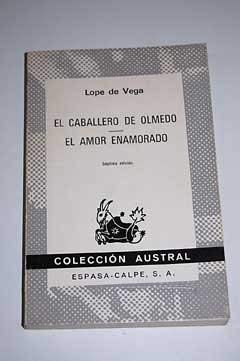 Lope de Vega
EL CABALLERO DE OLMEDO
EL AMOR ENAMORADO
Séptima edición
COLECCIÓN AUSTRAL
ESPASA-CALPE, S. A.